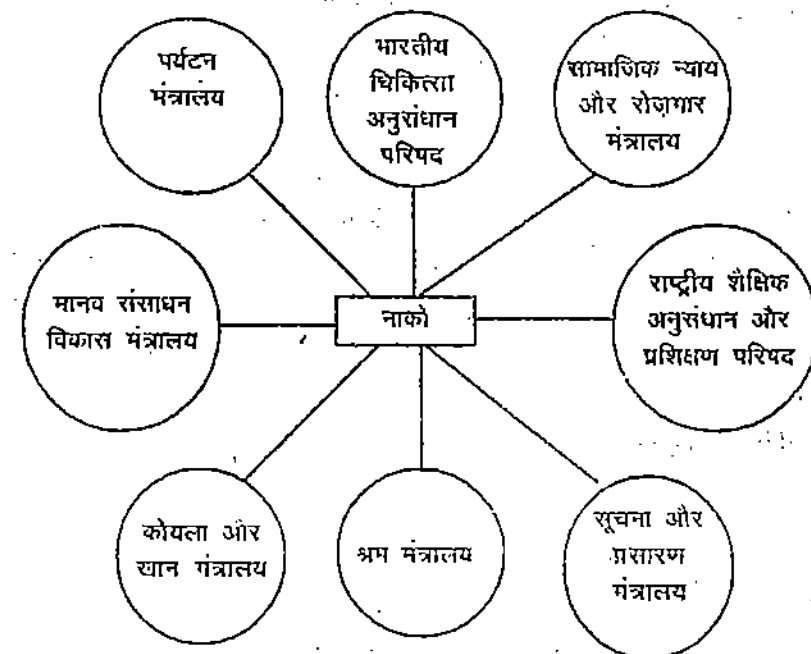 पर्यटन
मंत्रालय
भारतीय
चिकित्सा
अनुसंधान
परिषद
सामाजिक न्याय
और रोज़गार
मंत्रालय
मानव संसाधन
विकास मंत्रालय
नाको
राष्ट्रीय शैक्षिक
अनुसंधान और
प्रशिक्षण परिषद
कोयला और
खान मंत्रालय
श्रम मंत्रालय
सूचना और
प्रसारण
मंत्रालय